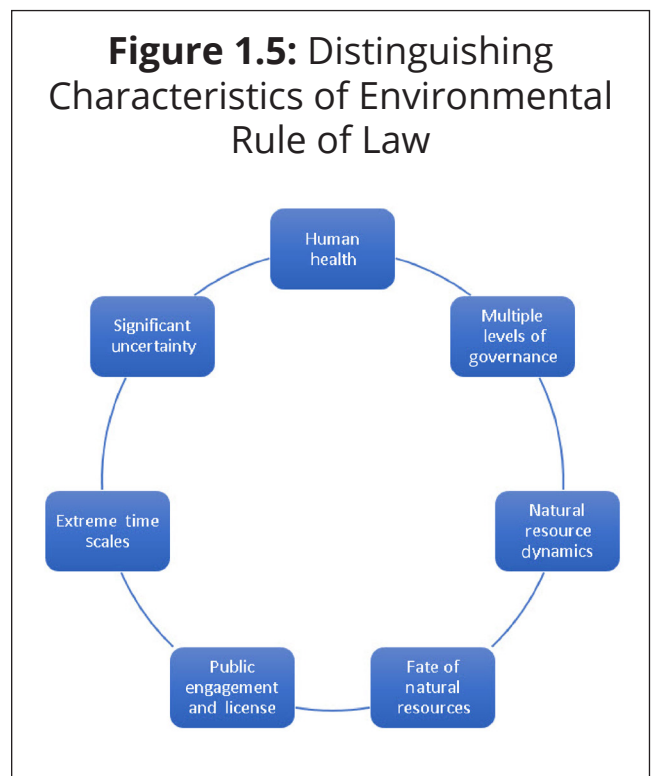 Figure 1.5: Distinguishing
Characteristics of Environmental
Rule of Law
Human
health
Multiple
levels of
governance
Natural
resource
dynamics
Fate of
natural
resources
Public
engagement
and license
Extreme time
scales
Significant
uncertainty